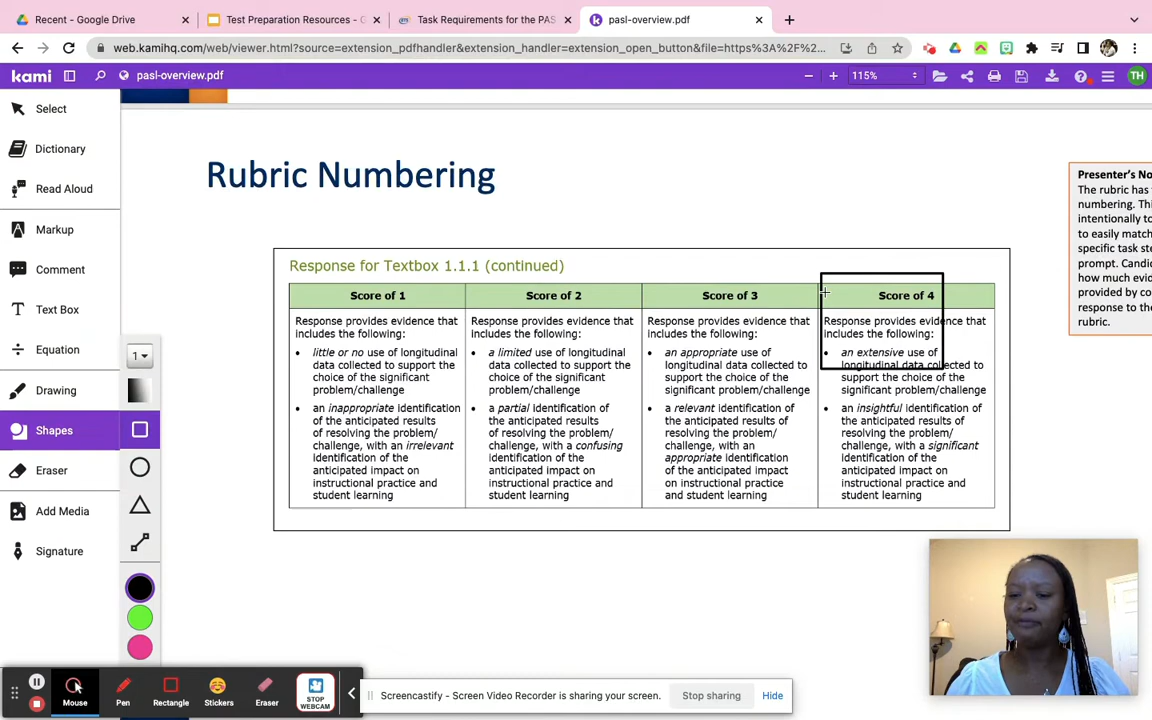 Recent - Google Drive
Test Preparation Resources - G
Task Requirements for the PAS
pasl-overview.pdf
web.kamihq.com/web/viewer.html?source=extension_pdfhandler&extension_handler=extension_open_button&file=https%3A%2F%2...
kami
pasl-overview.pdf
115%
TH
Select
Dictionary
Read Aloud
Markup
Comment
Text Box
Equation
Drawing
Shapes
Eraser
Add Media
Signature
1
Rubric Numbering
Response for Textbox 1.1.1 (continued)
Score of 1
Response provides evidence that
includes the following:
• little or no use of longitudinal
data collected to support the
choice of the significant
problem/challenge
• an inappropriate identification
of the anticipated results
of resolving the problem/
challenge, with an irrelevant
identification of the
anticipated impact on
instructional practice and
student learning
Score of 2
Response provides evidence that
includes the following:
• a limited use of longitudinal
data collected to support the
choice of the significant
problem/challenge
• a partial identification of
the anticipated results of
resolving the problem/
challenge, with a confusing
identification of the
anticipated impact on
instructional practice and
student learning
Score of 3
Response provides evidence that
includes the following:
• an appropriate use of
longitudinal data collected to
support the choice of the
significant problem/challenge
• a relevant identification of
the anticipated results of
resolving the problem/
challenge, with an
appropriate identification
of the anticipated impact
on instructional practice
and student learning
Score of 4
Response provides evidence that
includes the following:
• an extensive use of
longitudinal data collected to
support the choice of the
significant problem/challenge
• an insightful identification of
the anticipated results of
resolving the problem/
challenge, with a significant
identification of the
anticipated impact on
instructional practice and
student learning
Presenter's No
The rubric has
numbering. Thi
intentionally to
to easily match
specific task ste
prompt. Candid
how much evid
provided by co
response to the
rubric.
Mouse
Pen
Rectangle
Stickers
Eraser
STOP
WEBCAM
Screencastify - Screen Video Recorder is sharing your screen.
Stop sharing
Hide